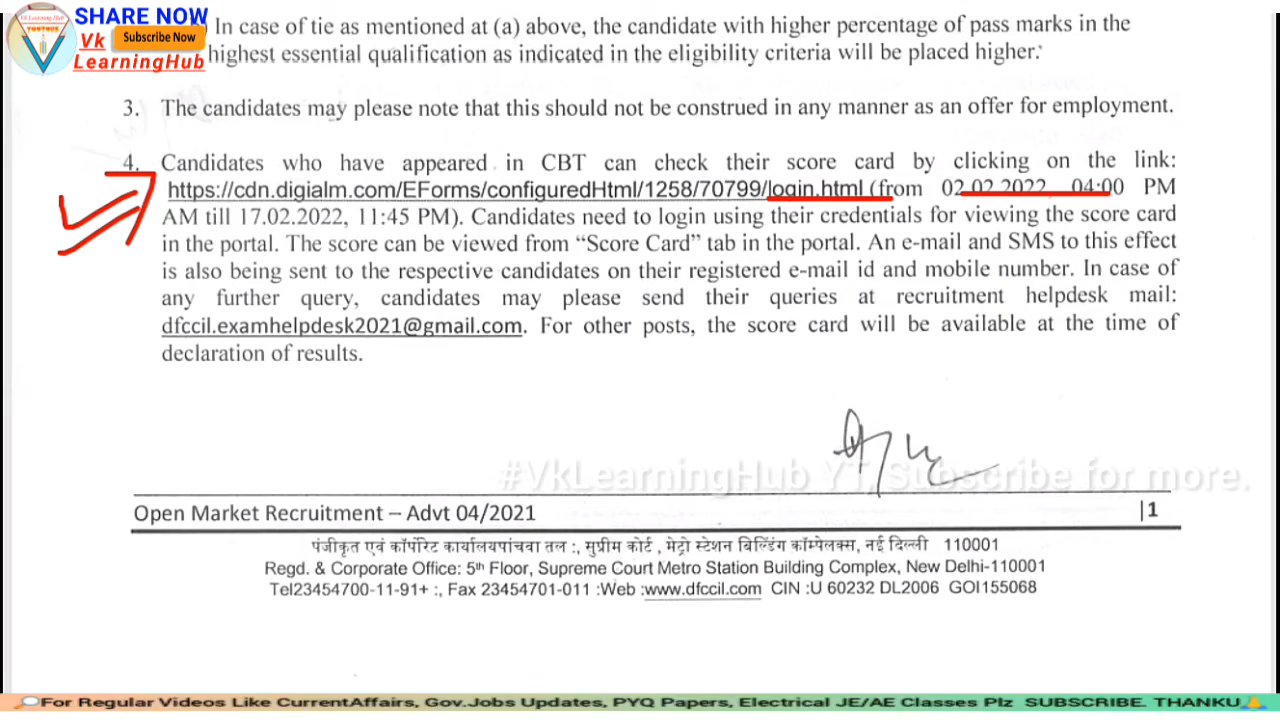 SHARE NOW
Vk Learning Hub
Vk
Subscribe Now
LearningHub
In case of tie as mentioned at (a) above, the candidate with higher percentage of pass marks in the
highest essential qualification as indicated in the eligibility criteria will be placed higher.
3. The candidates may please note that this should not be construed in any manner as an offer for employment.
4. Candidates who have appeared in CBT can check their score card by clicking on the link:
https://cdn.digialm.com/EForms/configuredHtml/1258/70799/login.html (from 02.02.2022 04:00 PM
AM till 17.02.2022, 11:45 PM). Candidates need to login using their credentials for viewing the score card
in the portal. The score can be viewed from “Score Card” tab in the portal. An e-mail and SMS to this effect
is also being sent to the respective candidates on their registered e-mail id and mobile number. In case of
any further query, candidates may please send their queries at recruitment helpdesk mail:
dfccil.examhelpdesk2021@gmail.com. For other posts, the score card will be available at the time of
declaration of results.
#VkLearningHub YT, Subscribe for more.
Open Market Recruitment – Advt 04/2021 |1
पंजीकृत एवं कॉर्पोरेट कार्यालयपांचवा तल :, सुप्रीम कोर्ट , मेट्रो स्टेशन बिल्डिंग कॉम्पेलक्स, नई दिल्ली 110001
Regd. & Corporate Office: 5th Floor, Supreme Court Metro Station Building Complex, New Delhi-110001
Tel23454700-11-91+ :, Fax 23454701-011 :Web :www.dfccil.com CIN :U 60232 DL2006 GOI155068
For Regular Videos Like CurrentAffairs, Gov.Jobs Updates, PYQ Papers, Electrical JE/AE Classes Plz SUBSCRIBE. THANKU